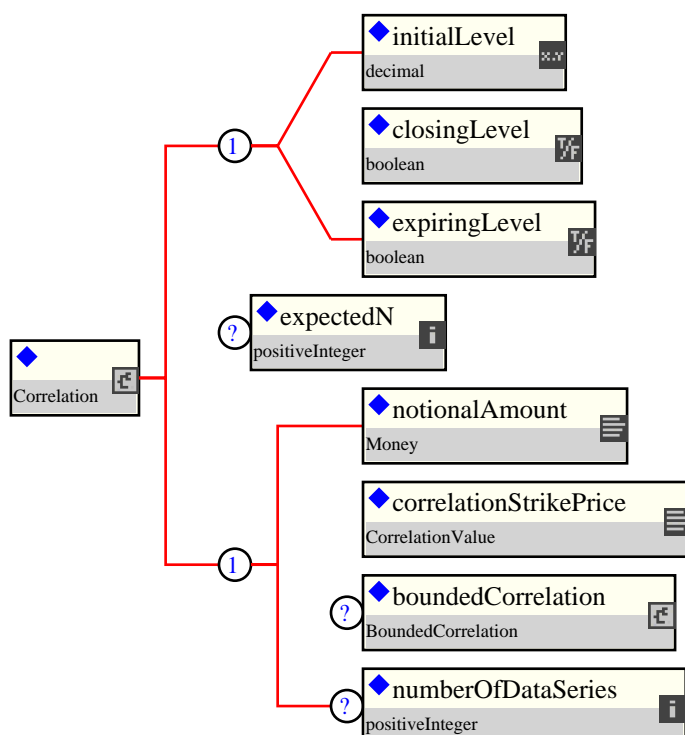 initialLevel
decimal
X.Y
closingLevel
boolean
T/F
1
expiringLevel
boolean
T/F
expectedN
positiveInteger
?
i
Correlation
notionalAmount
Money
correlationStrikePrice
CorrelationValue
1
boundedCorrelation
BoundedCorrelation
?
numberOfDataSeries
positiveInteger
?
i